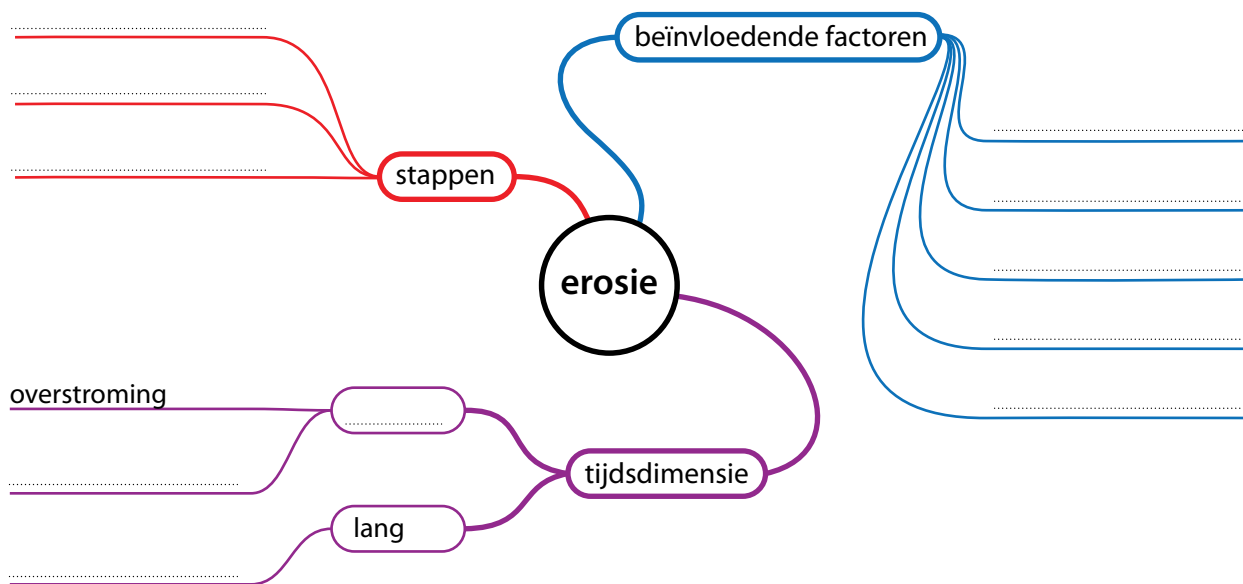 beïnvloedende factoren
stappen
erosie
overstroming
tijdsdimensie
lang